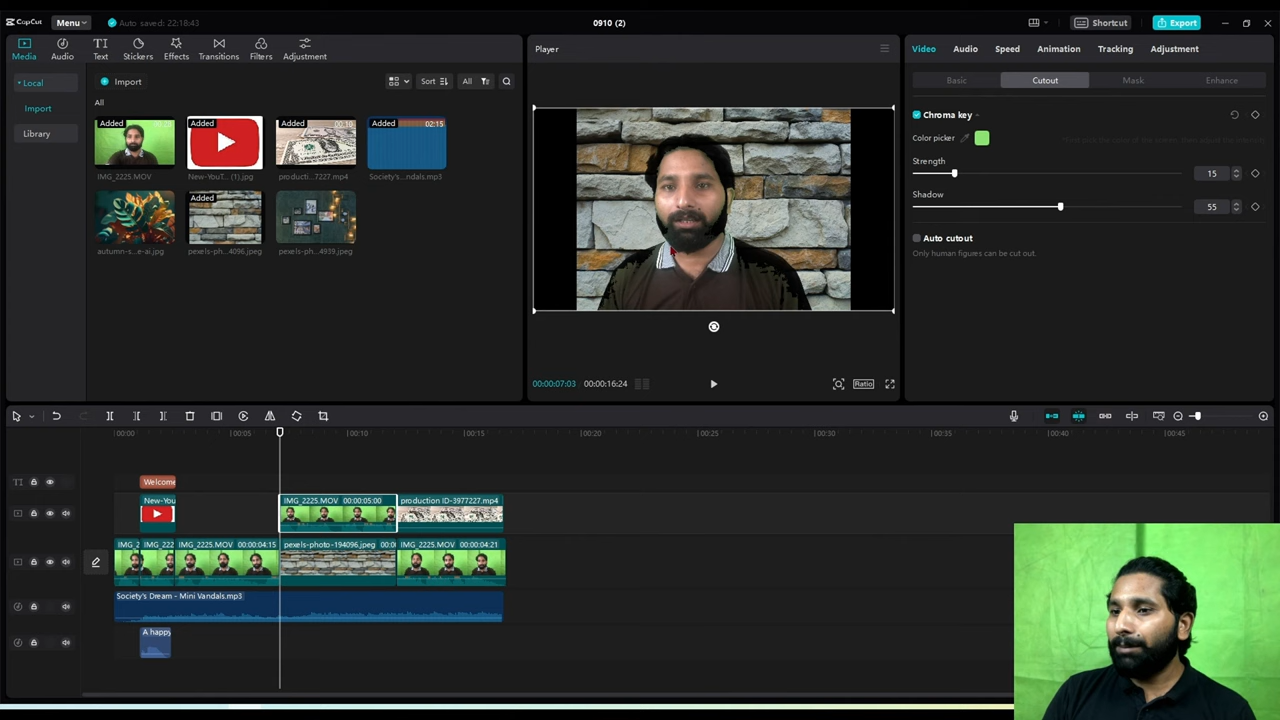 CapCut
Menu
Auto saved: 22:18:43
0910 (2)
Shortcut
Export
Media
Audio
Text
Stickers
Effects
Transitions
Filters
Adjustment
Local
Import
Library
Import
Sort
All
All
Added
IMG_2225.MOV
Added
New-YouT... (1).jpg
Added
00:10
producti...7227.mp4
Added
02:15
Society's...ndals.mp3
autumn-s...e-ai.jpg
Added
pexels-ph...4096.jpeg
pexels-ph...4939.jpeg
Player
00:00:07:03
00:00:16:24
Ratio
Video
Audio
Speed
Animation
Tracking
Adjustment
Basic
Cutout
Mask
Enhance
Chroma key
Color picker
Strength
15
Shadow
55
Auto cutout
Only human figures can be cut out.
00:00
00:05
00:10
00:15
00:20
00:25
00:30
00:35
00:40
00:45
Welcome
New-You
IMG_2225.MOV 00:00:05:00
production ID-3977227.mp4
IMG_2
IMG_222
IMG_2225.MOV 00:00:04:15
pexels-photo-194096.jpeg 00:0
IMG_2225.MOV 00:00:04:21
Society's Dream - Mini Vandals.mp3
A happy